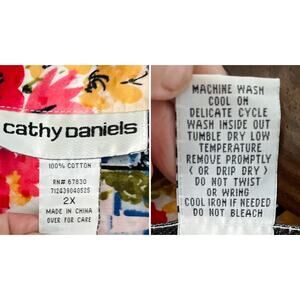 cathy Daniels
100% COTTON
RN# 67830
712439040525
2X
MADE IN CHINA
OVER FOR CARE
MACHINE WASH
COOL ON
DELICATE CYCLE
WASH INSIDE OUT
TUMBLE DRY LOW
TEMPERATURE
REMOVE PROMPTLY
( OR DRIP DRY )
DO NOT TWIST
OR WRING
COOL IRON IF NEEDED
DO NOT BLEACH